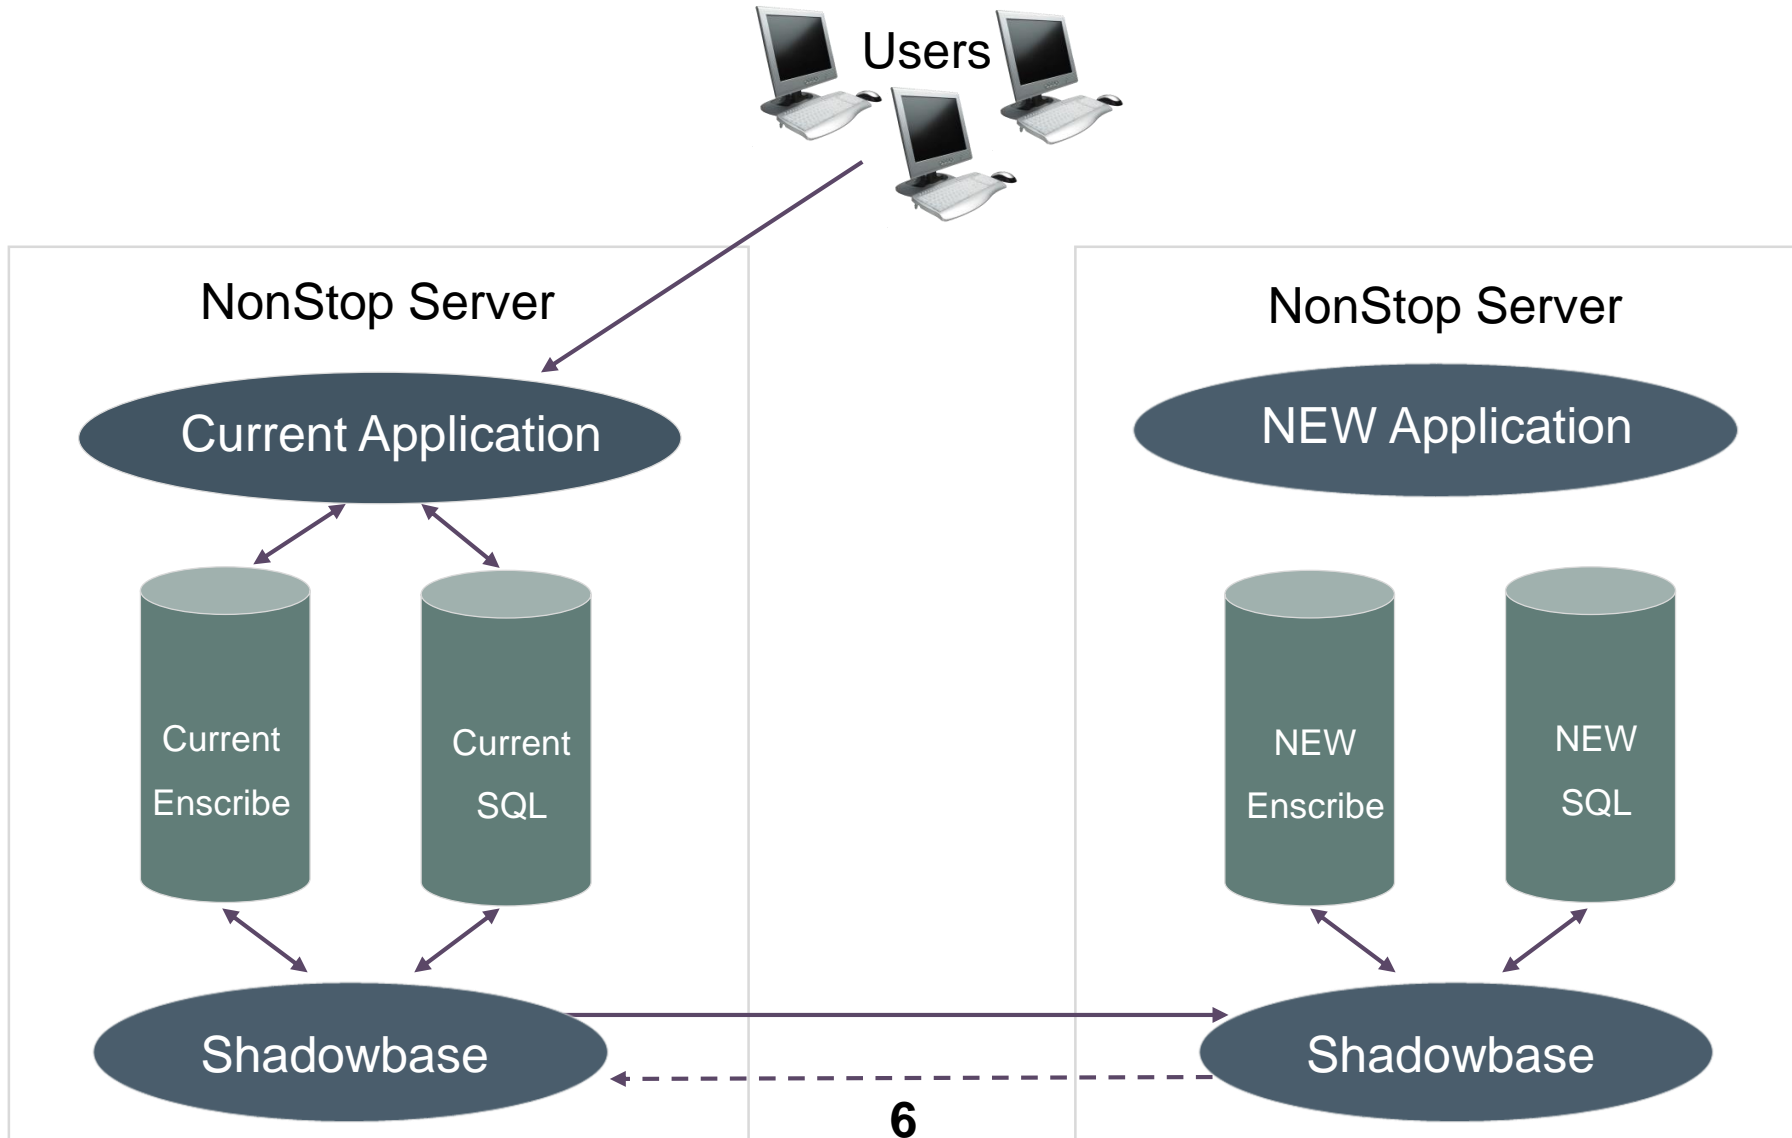 Users
NonStop Server
NonStop Server
Current Application
NEW Application
Current
Enscribe
Current
SQL
NEW
Enscribe
NEW
SQL
Shadowbase
Shadowbase
6